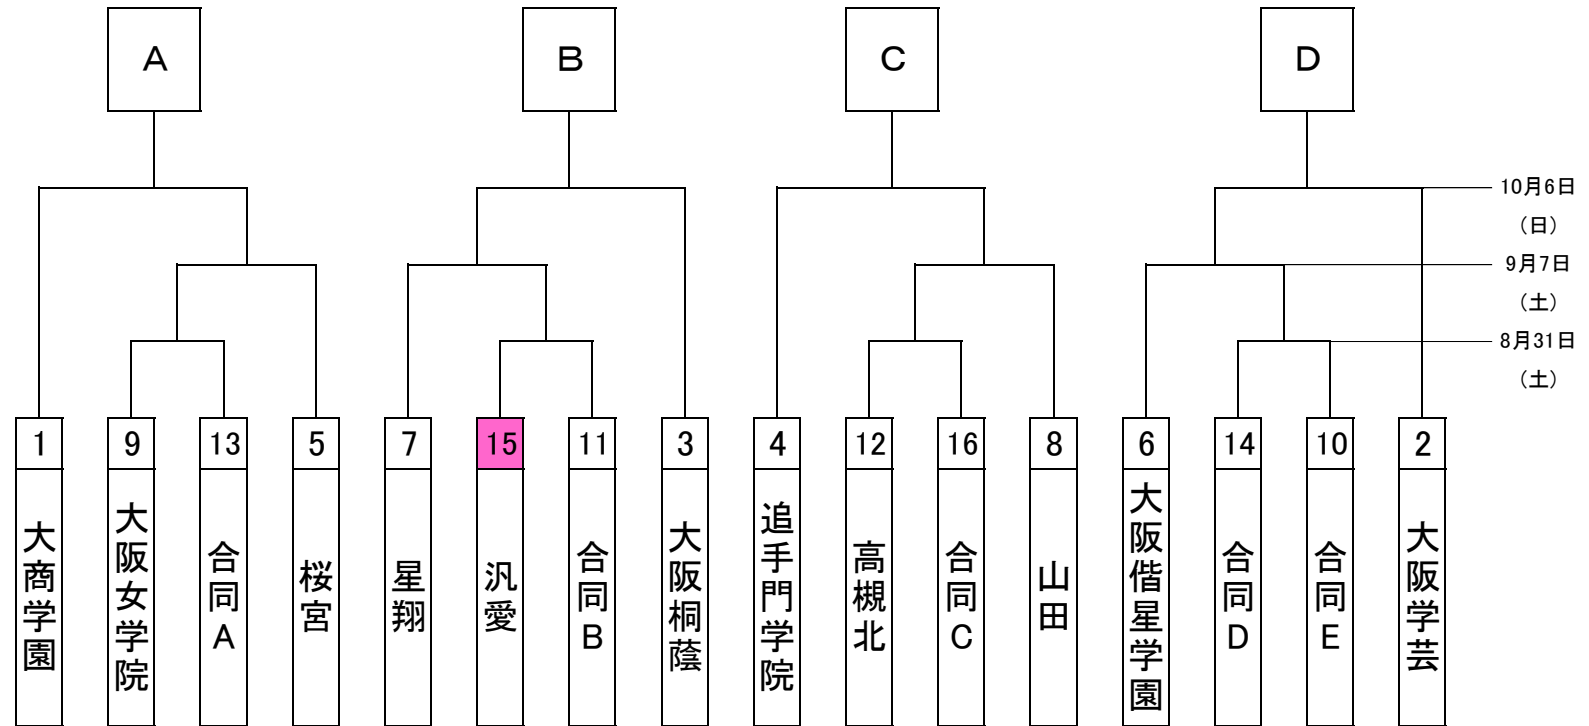 A
B
C
D
10月6日
（日）
9月7日
（土）
8月31日
（土）
1
9
13
5
7
15
11
3
4
12
16
8
6
14
10
2
大商学園
大阪女学院
合同A
桜宮
星翔
汎愛
合同B
大阪桐蔭
追手門学院
高槻北
合同C
山田
大阪偕星学園
合同D
合同E
大阪学芸